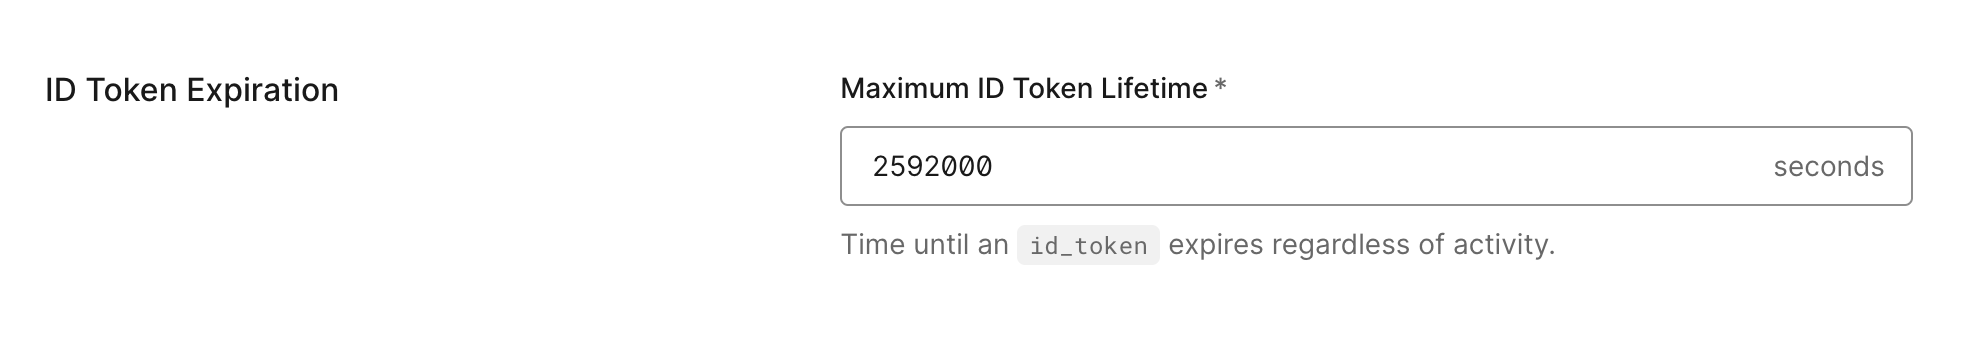 ID Token Expiration
Maximum ID Token Lifetime *
2592000 seconds
Time until an id_token expires regardless of activity.